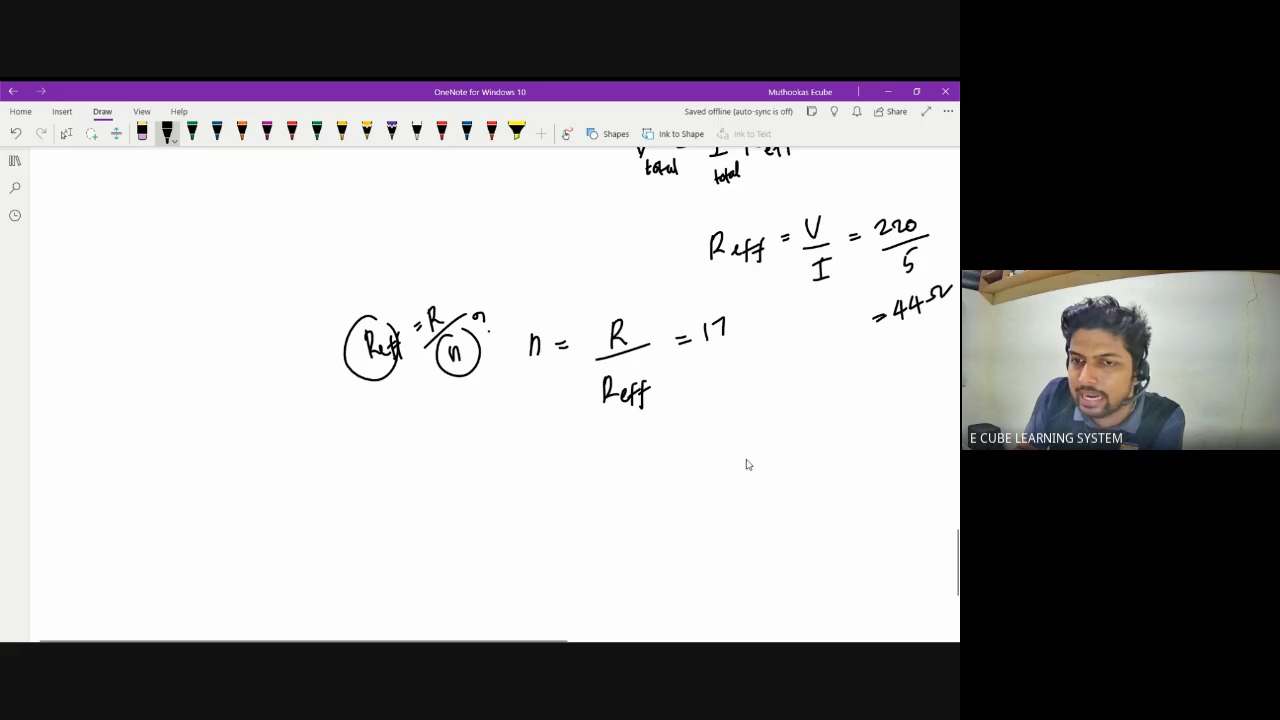 OneNote for Windows 10
Muthookas Ecube
Home Insert Draw View Help
Saved offline (auto-sync is off)
Share
Shapes
Ink to Shape
Ink to Text
total total
Reff = V/I = 220/5
= 44Ω
Reff = R/n
n = R/Reff = 17
E CUBE LEARNING SYSTEM